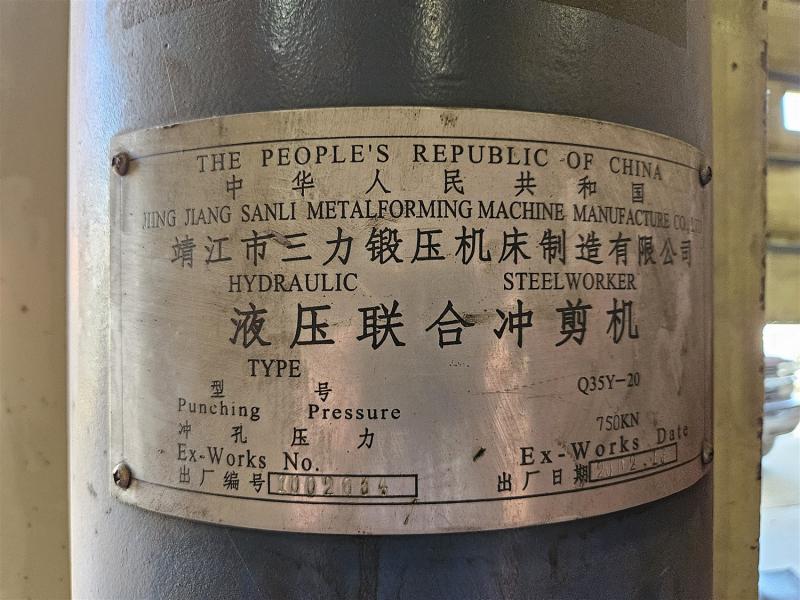 THE PEOPLE'S REPUBLIC OF CHINA
中华人民共和国
JIANG SANLI METALFORMING MACHINE MANUFACTURE CO.,LTD
靖江市三力锻压机床制造有限公司
HYDRAULIC STEELWORKER
液压联合冲剪机
TYPE
型号 Q35Y-20
Punching Pressure
冲孔压力 750KN
Ex-Works No. Ex-Works Date
出厂编号 出厂日期